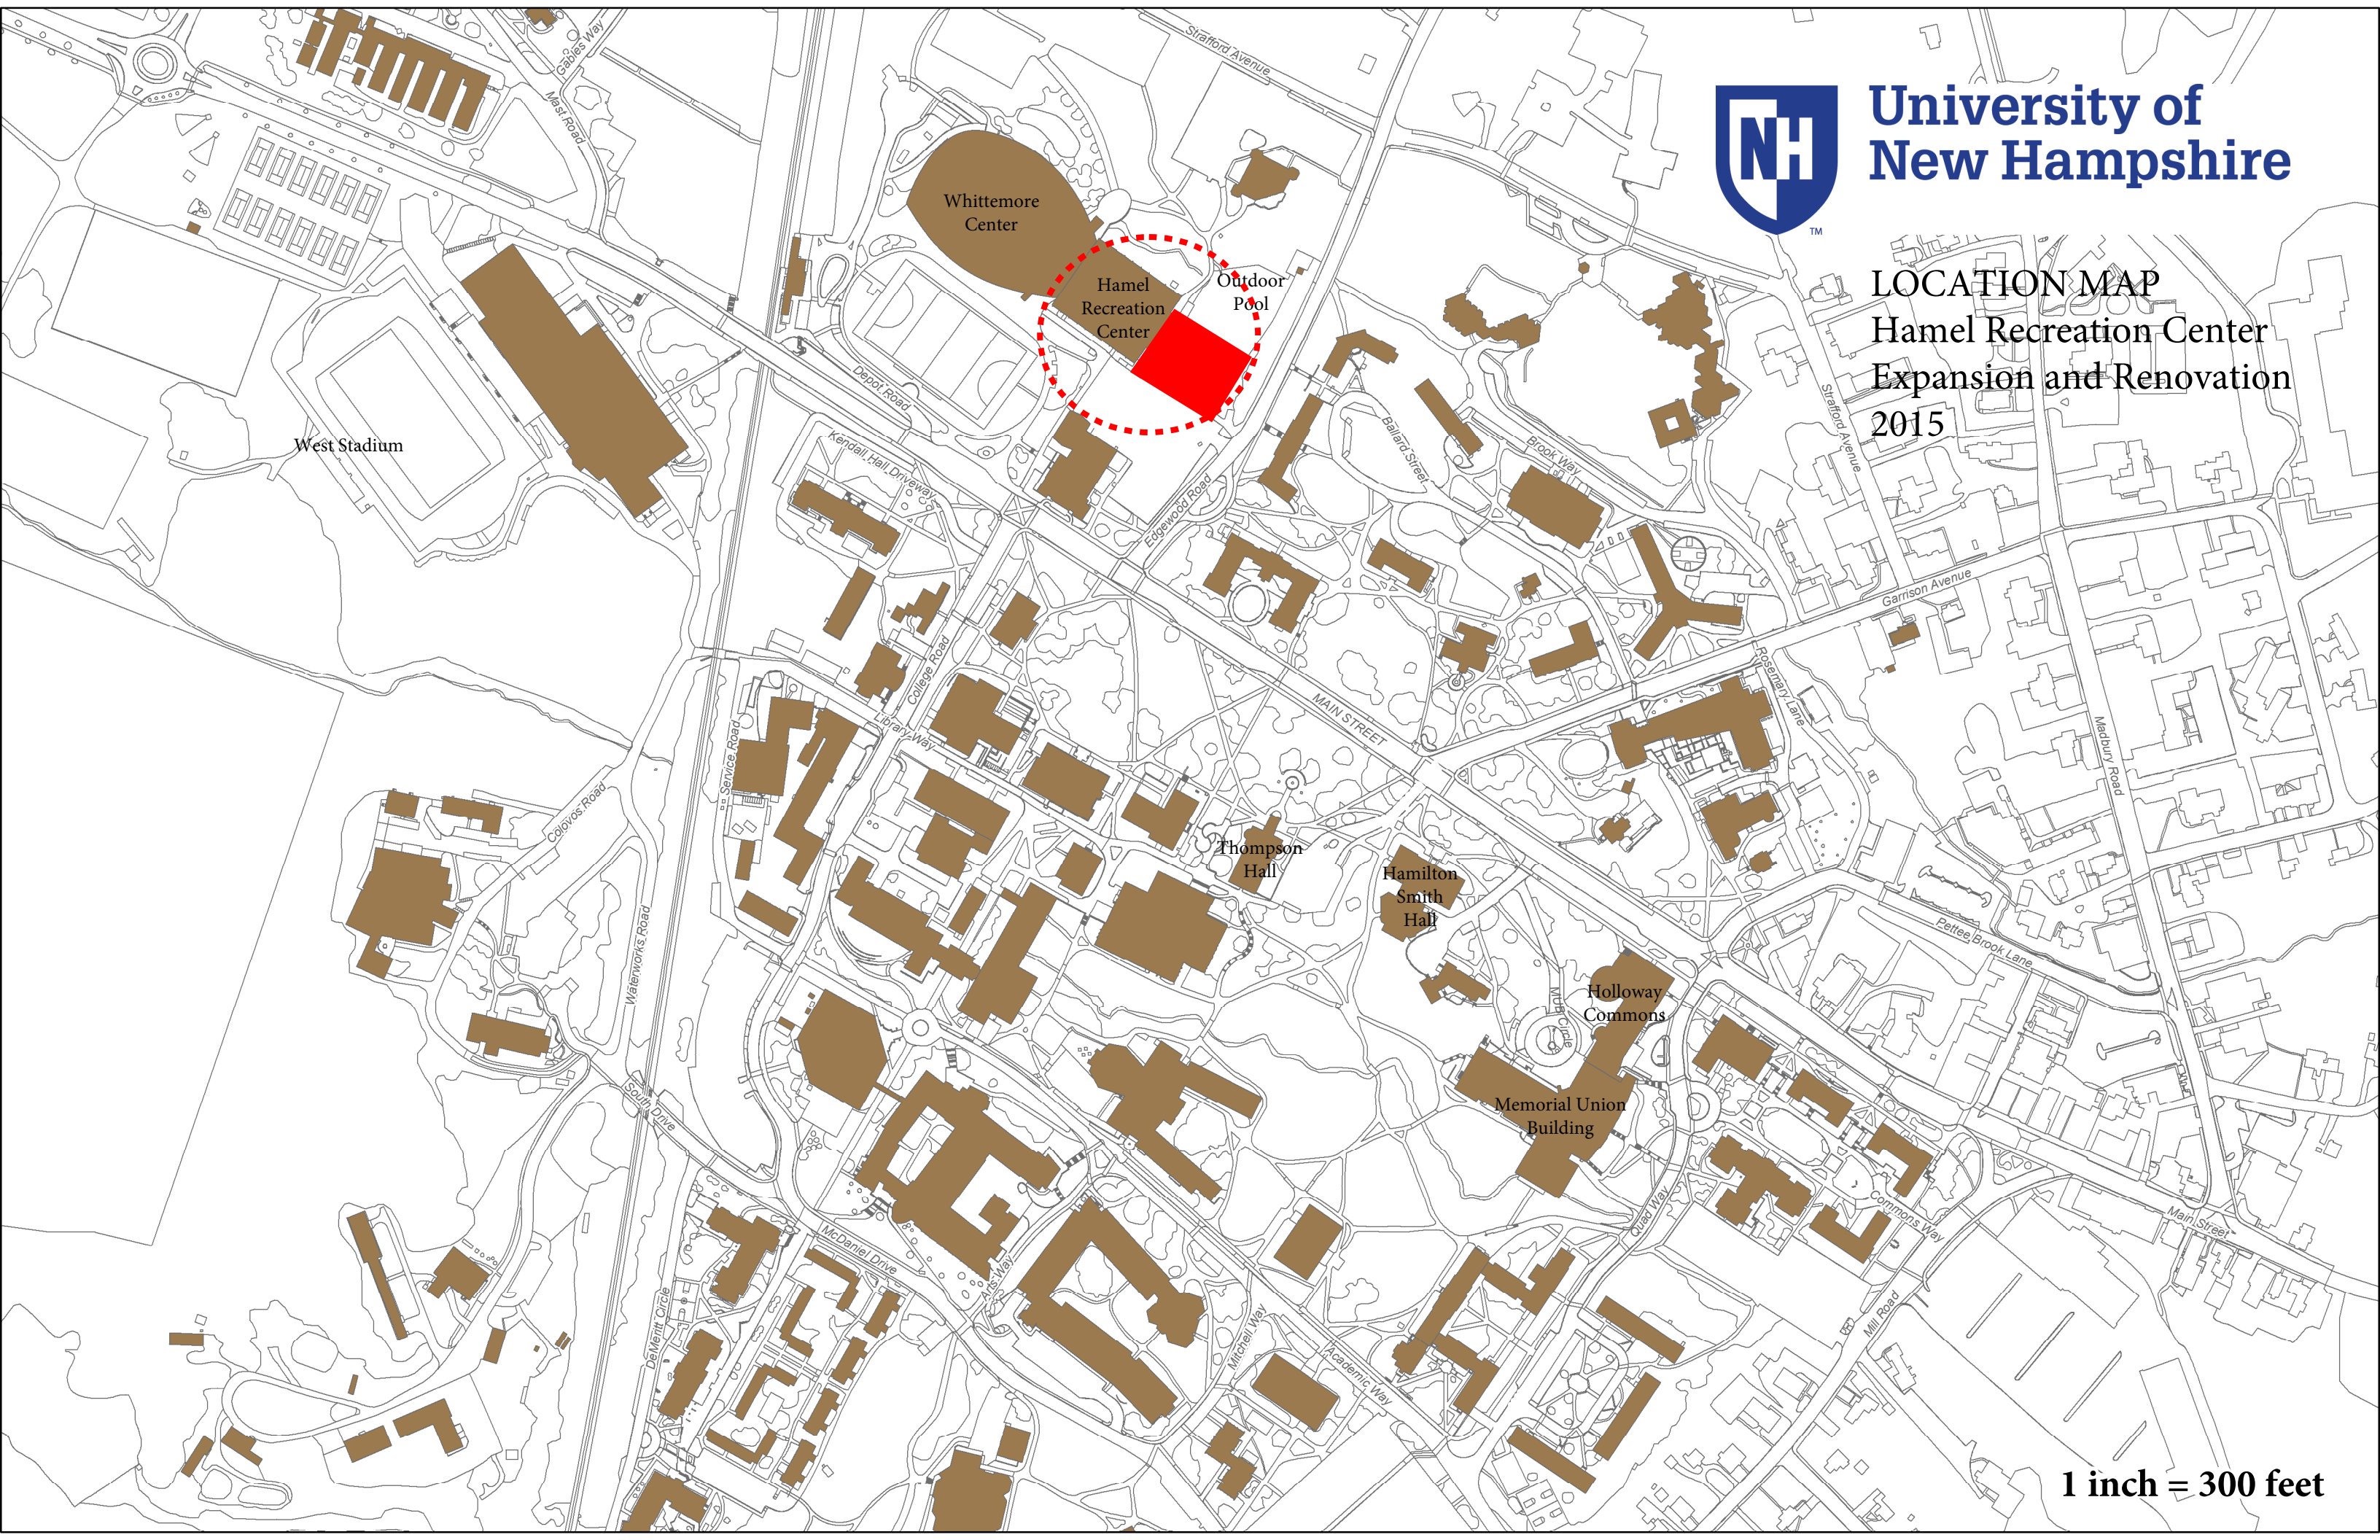 Gables Way
Strafford Avenue
Mast Road
NH
University of
New Hampshire
TM
Whittemore
Center
LOCATION MAP
Hamel Recreation Center
Expansion and Renovation
2015
Outdoor
Pool
Hamel
Recreation
Center
Depot Road
West Stadium
Kendall Hall Driveway
Ballard Street
Brook Way
Strafford Avenue
Edgewood Road
Garrison Avenue
College Road
Rosemary Lane
MAIN STREET
Library Way
Service Road
Madbury Road
Colovos Road
Thompson
Hall
Hamilton
Smith
Hall
Pettee Brook Lane
Waterworks Road
Holloway
Commons
MUB Circle
South Drive
Memorial Union
Building
Quad Way
Commons Way
Main Street
McDaniel Drive
Arts Way
DeMeritt Circle
Mitchell Way
Mill Road
Academic Way
1 inch = 300 feet